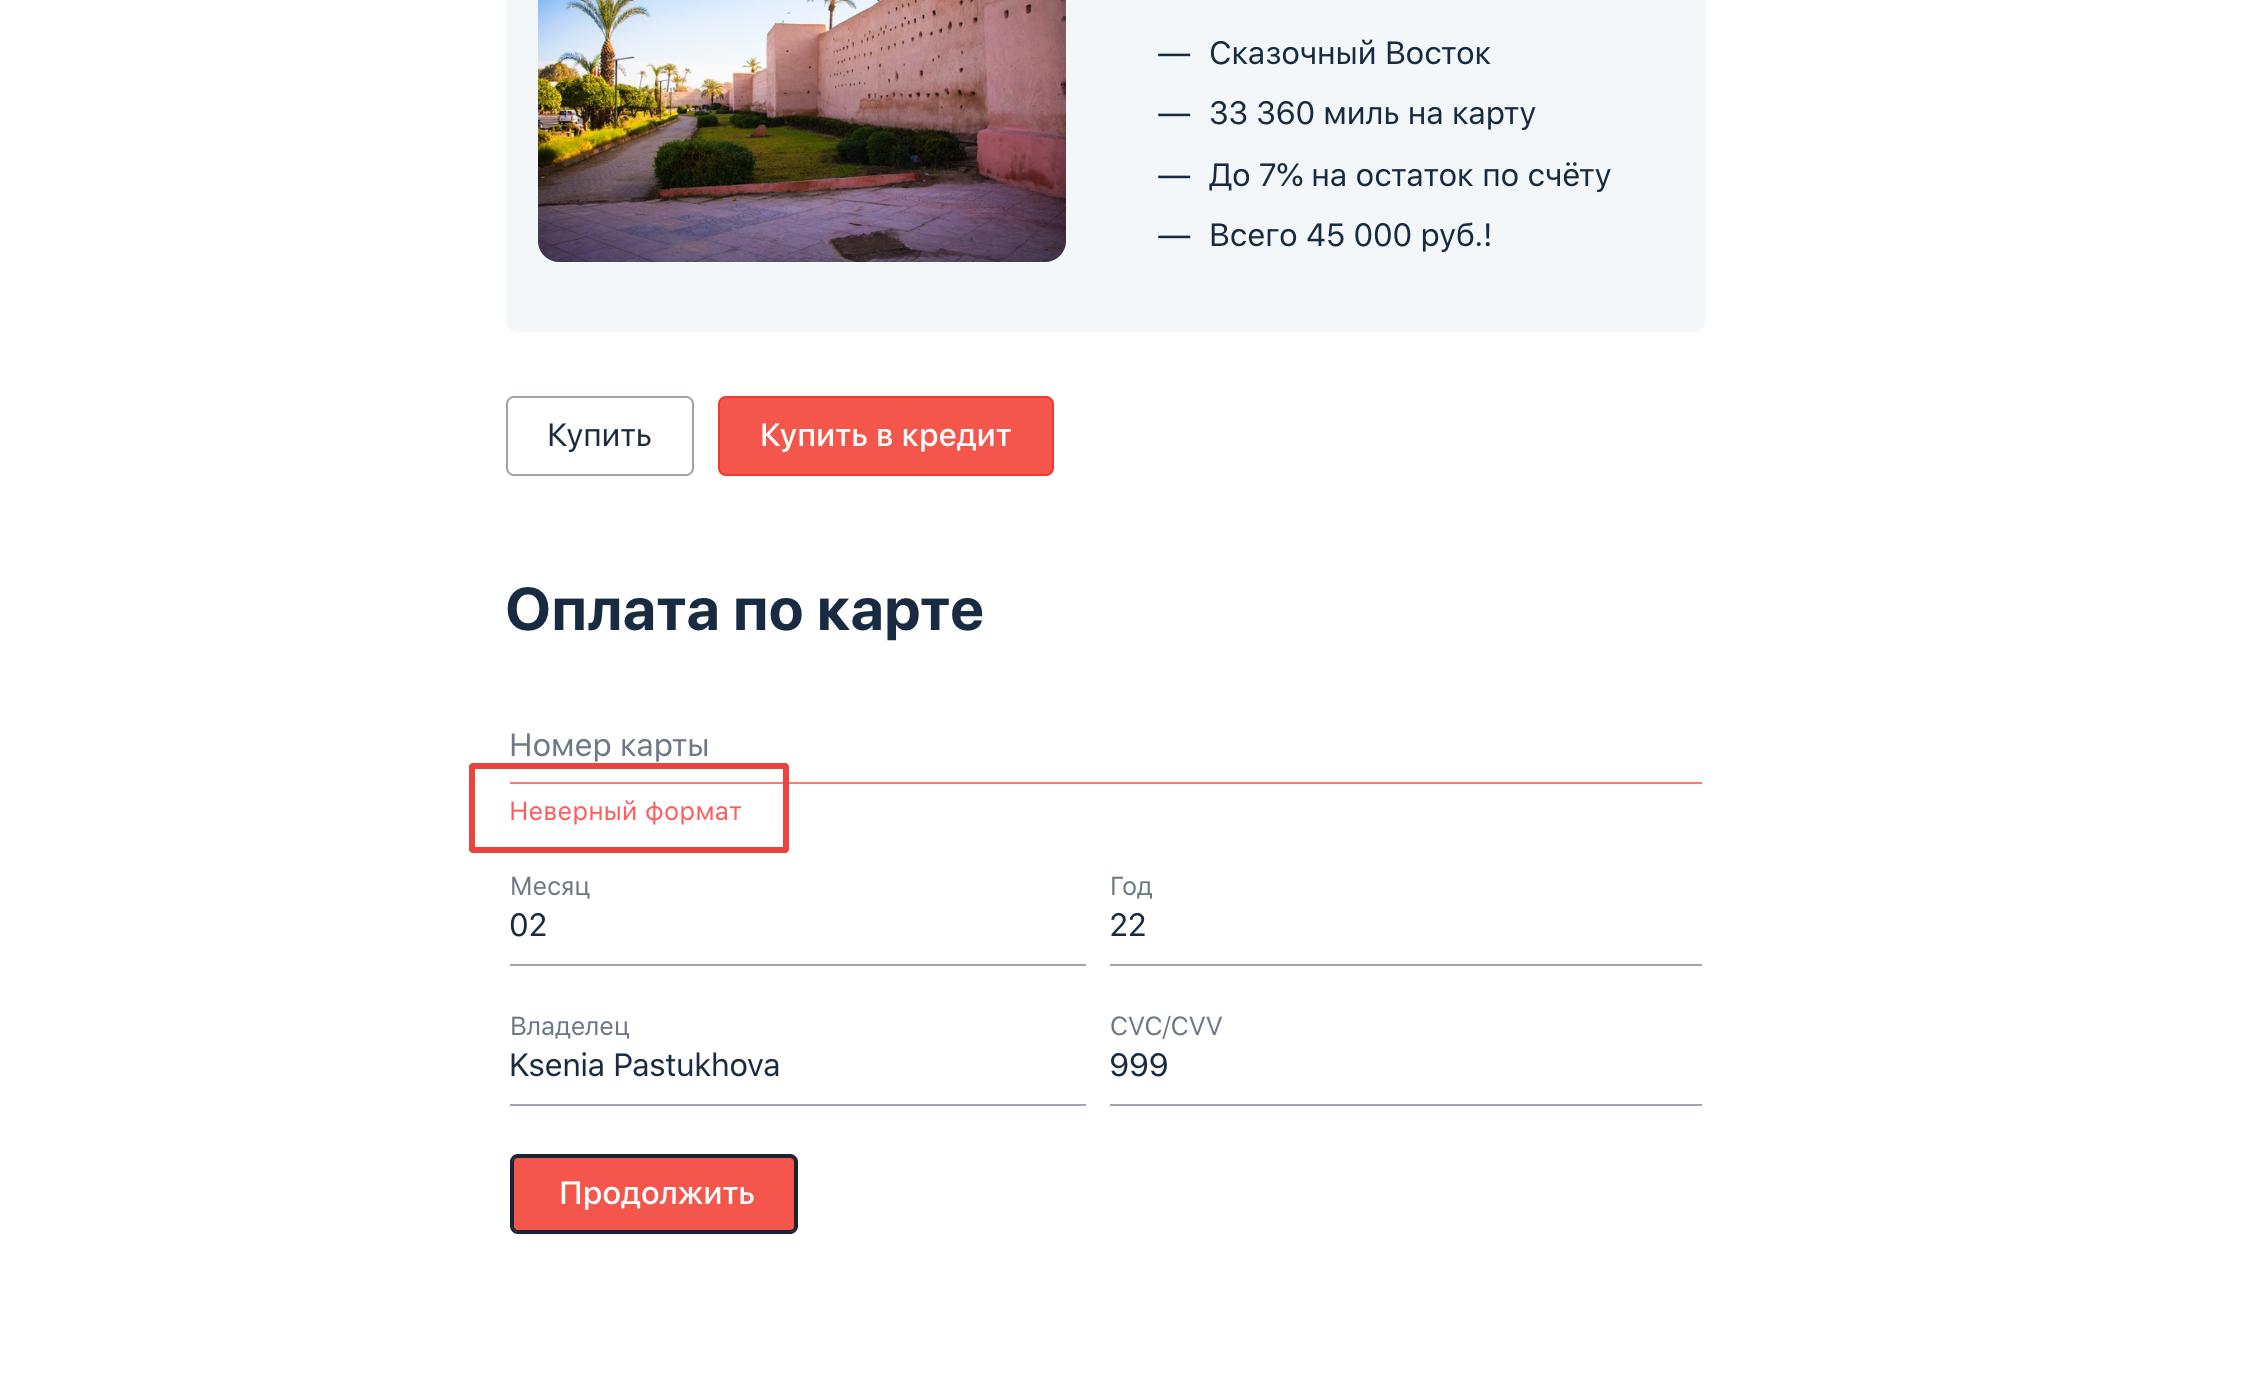 — Сказочный Восток
— 33 360 миль на карту
— До 7% на остаток по счёту
— Всего 45 000 руб.!
Купить
Купить в кредит
Оплата по карте
Номер карты
Неверный формат
Месяц
02
Год
22
Владелец
Ksenia Pastukhova
CVC/CVV
999
Продолжить